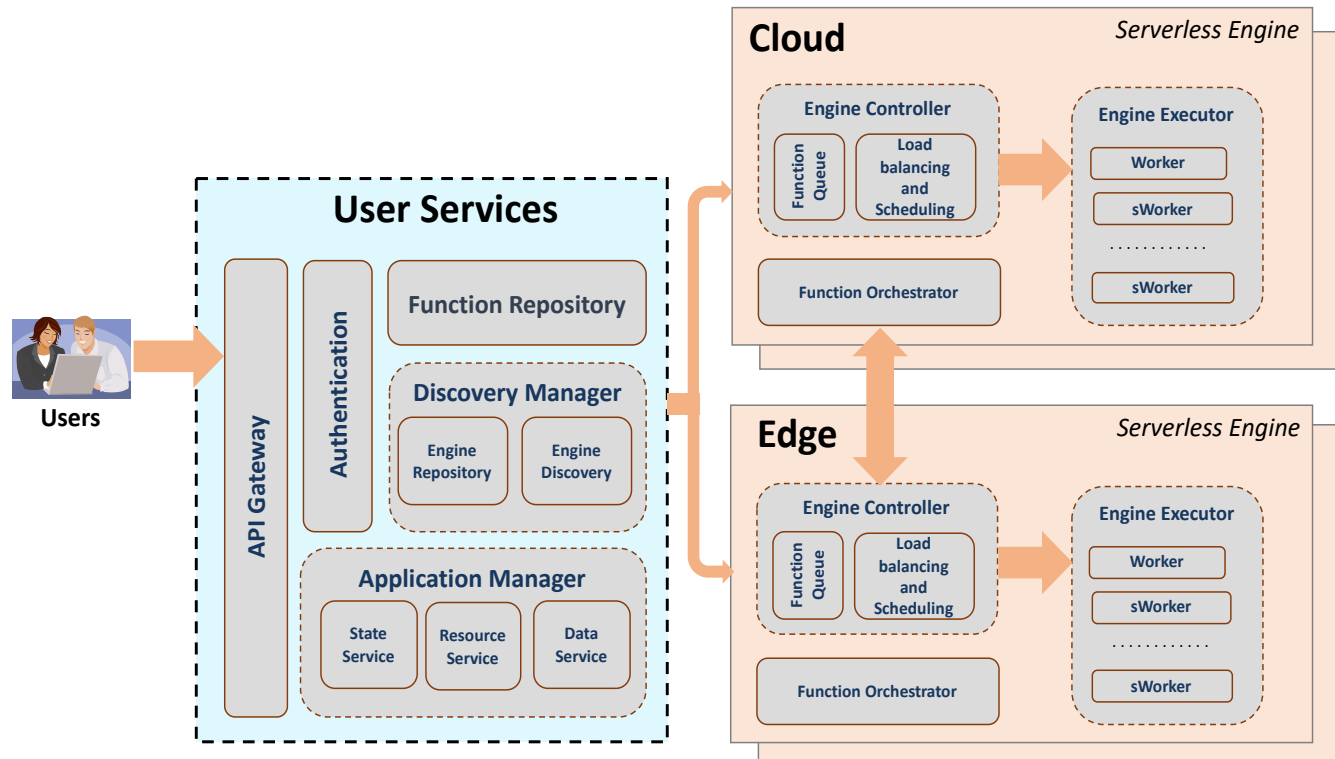 Users
User Services
API Gateway
Authentication
Function Repository
Discovery Manager
Engine
Repository
Engine
Discovery
Application Manager
State
Service
Resource
Service
Data
Service
Cloud
Serverless Engine
Engine Controller
Function
Queue
Load
balancing
and
Scheduling
Function Orchestrator
Engine Executor
Worker
sWorker
............
sWorker
Edge
Serverless Engine
Engine Controller
Function
Queue
Load
balancing
and
Scheduling
Function Orchestrator
Engine Executor
Worker
sWorker
............
sWorker